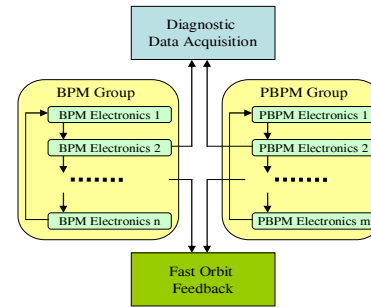 Diagnostic
Data Acquisition
BPM Group
BPM Electronics 1
BPM Electronics 2
BPM Electronics n
PBPM Group
PBPM Electronics 1
PBPM Electronics 2
PBPM Electronics m
Fast Orbit
Feedback